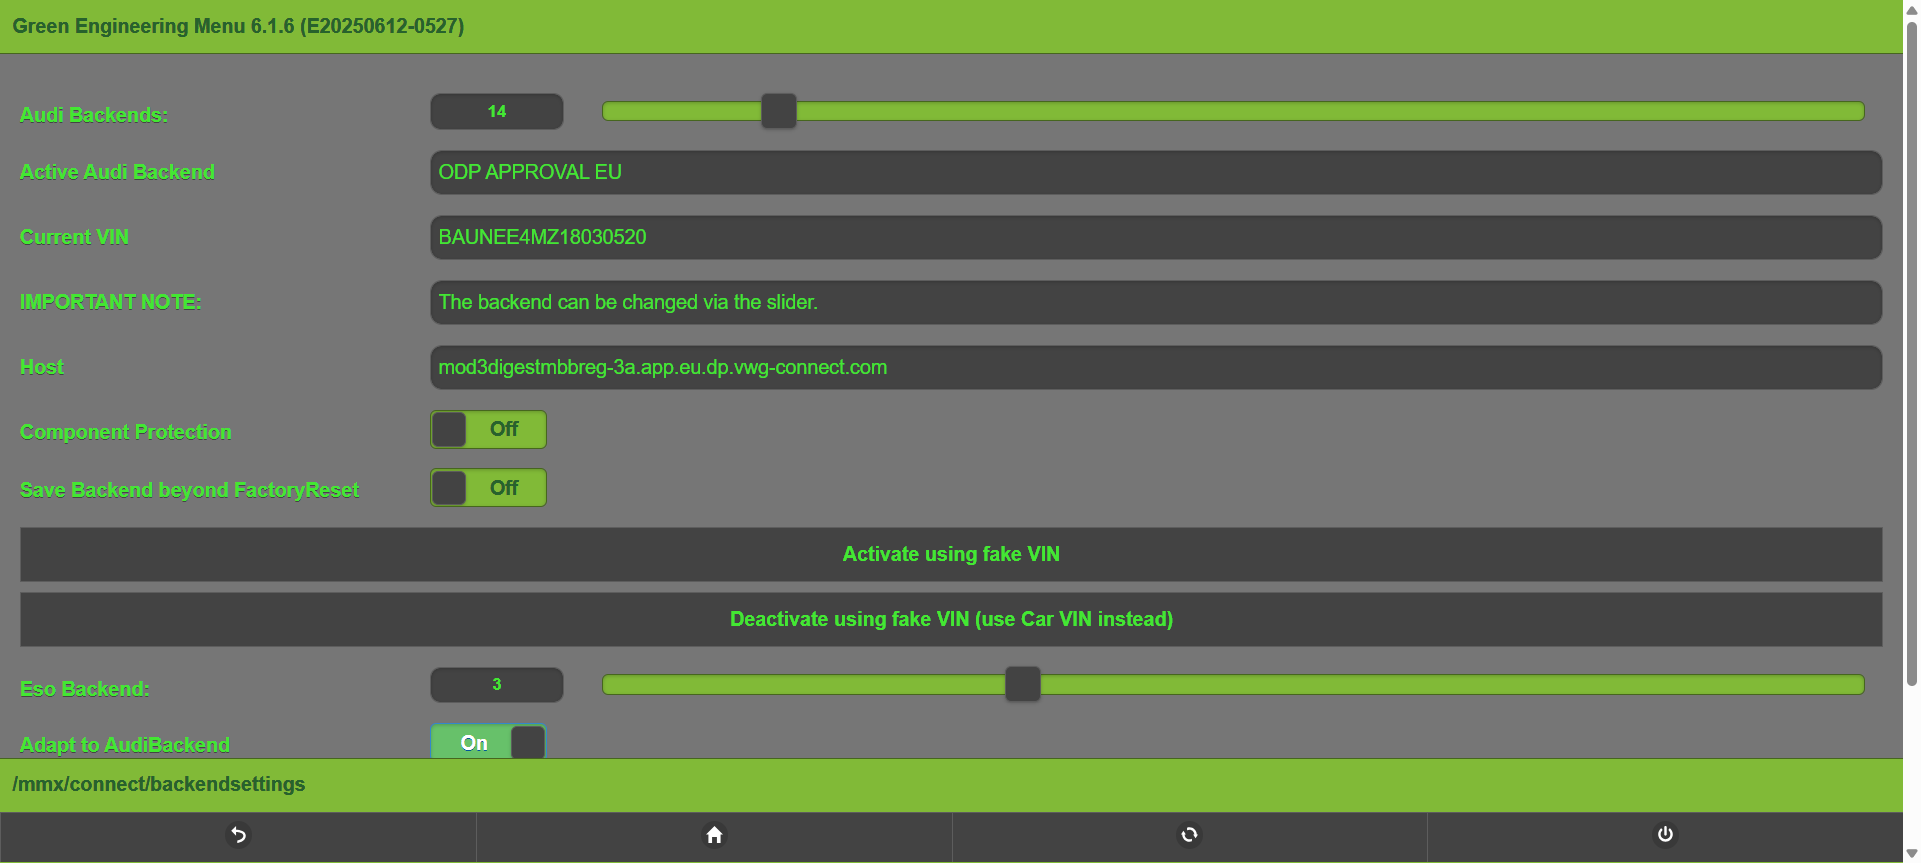 Green Engineering Menu 6.1.6 (E20250612-0527)
Audi Backends: 14
Active Audi Backend ODP APPROVAL EU
Current VIN BAUNEE4MZ18030520
IMPORTANT NOTE: The backend can be changed via the slider.
Host mod3digestmbbreg-3a.app.eu.dp.vwg-connect.com
Component Protection Off
Save Backend beyond FactoryReset Off
Activate using fake VIN
Deactivate using fake VIN (use Car VIN instead)
Eso Backend: 3
Adapt to AudiBackend On
/mmx/connect/backendsettings